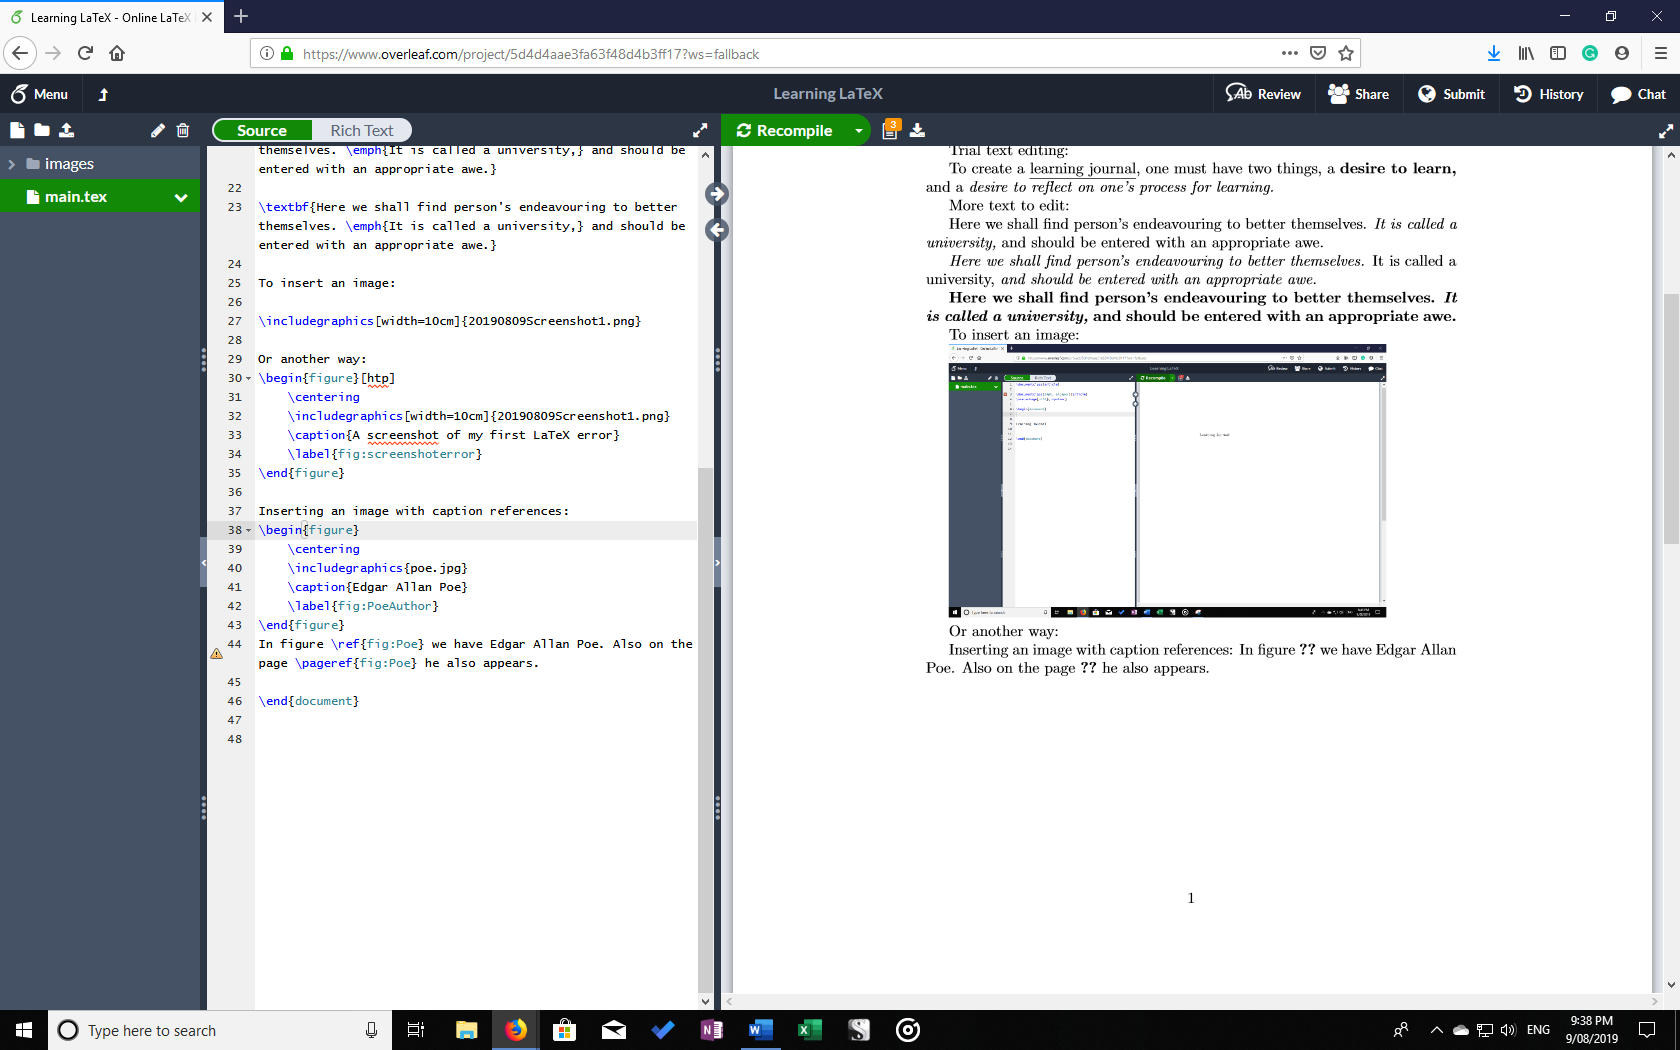 Learning LaTeX - Online LaTeX
https://www.overleaf.com/project/5d4d4aae3fa63f48d4b3ff17?ws=fallback
Menu
Learning LaTeX
Review
Share
Submit
History
Chat
Source
Rich Text
Recompile
3
images
main.tex
themselves. \emph{It is called a university,} and should be
entered with an appropriate awe.}
22
23 \textbf{Here we shall find person's endeavouring to better
themselves. \emph{It is called a university,} and should be
entered with an appropriate awe.}
24
25 To insert an image:
26
27 \includegraphics[width=10cm]{20190809Screenshot1.png}
28
29 Or another way:
30 \begin{figure}[htp]
31 \centering
32 \includegraphics[width=10cm]{20190809Screenshot1.png}
33 \caption{A screenshot of my first LaTeX error}
34 \label{fig:screenshoterror}
35 \end{figure}
36
37 Inserting an image with caption references:
38 \begin{figure}
39 \centering
40 \includegraphics{poe.jpg}
41 \caption{Edgar Allan Poe}
42 \label{fig:PoeAuthor}
43 \end{figure}
44 In figure \ref{fig:Poe} we have Edgar Allan Poe. Also on the
page \pageref{fig:Poe} he also appears.
45
46 \end{document}
47
48
Trial text editing:
To create a learning journal, one must have two things, a desire to learn,
and a desire to reflect on one's process for learning.
More text to edit:
Here we shall find person's endeavouring to better themselves. It is called a
university, and should be entered with an appropriate awe.
Here we shall find person's endeavouring to better themselves. It is called a
university, and should be entered with an appropriate awe.
Here we shall find person's endeavouring to better themselves. It
is called a university, and should be entered with an appropriate awe.
To insert an image:
Or another way:
Inserting an image with caption references: In figure ?? we have Edgar Allan
Poe. Also on the page ?? he also appears.
1
Type here to search
ENG
9:38 PM
9/08/2019